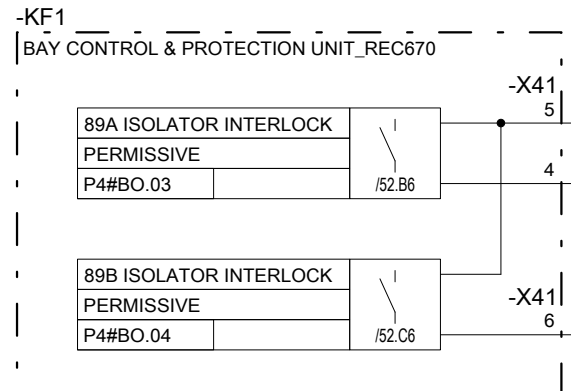 -KF1
BAY CONTROL & PROTECTION UNIT_REC670
-X41
5
89A ISOLATOR INTERLOCK
PERMISSIVE
4
P4#BO.03
/52.B6
89B ISOLATOR INTERLOCK
PERMISSIVE
-X41
6
P4#BO.04
/52.C6